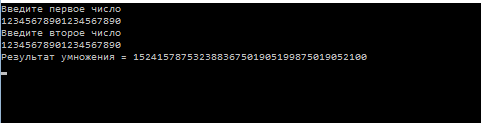 Введите первое число
12345678901234567890
Введите второе число
12345678901234567890
Результат умножения = 152415787532388367501905199875019052100